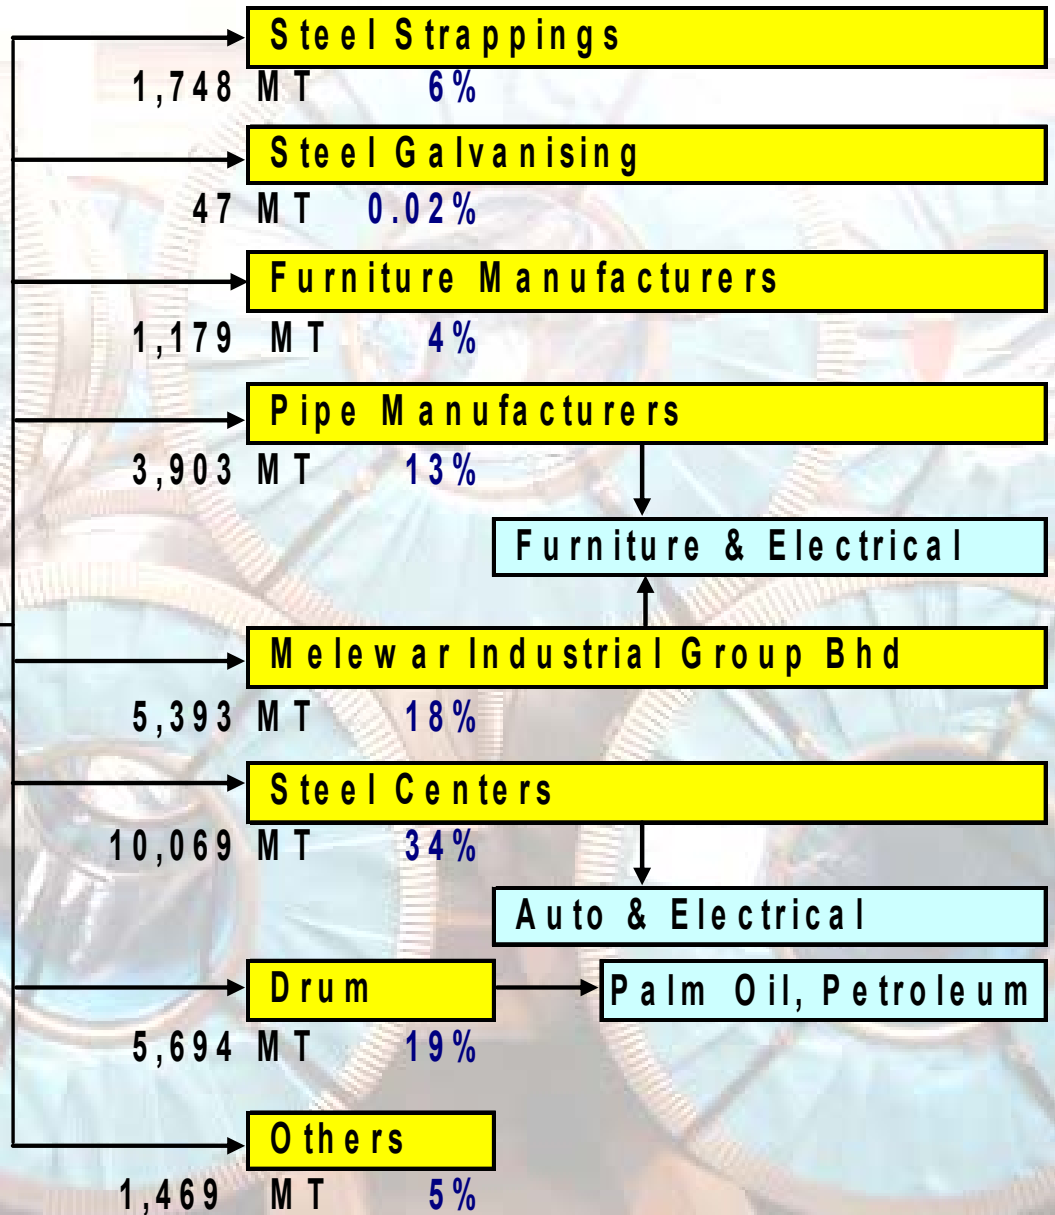 Steel Strappings
1,748 MT 6%
Steel Galvanising
47 MT 0.02%
Furniture Manufacturers
1,179 MT 4%
Pipe Manufacturers
3,903 MT 13%
Furniture & Electrical
Melewar Industrial Group Bhd
5,393 MT 18%
Steel Centers
10,069 MT 34%
Auto & Electrical
Drum
Palm Oil, Petroleum
5,694 MT 19%
Others
1,469 MT 5%